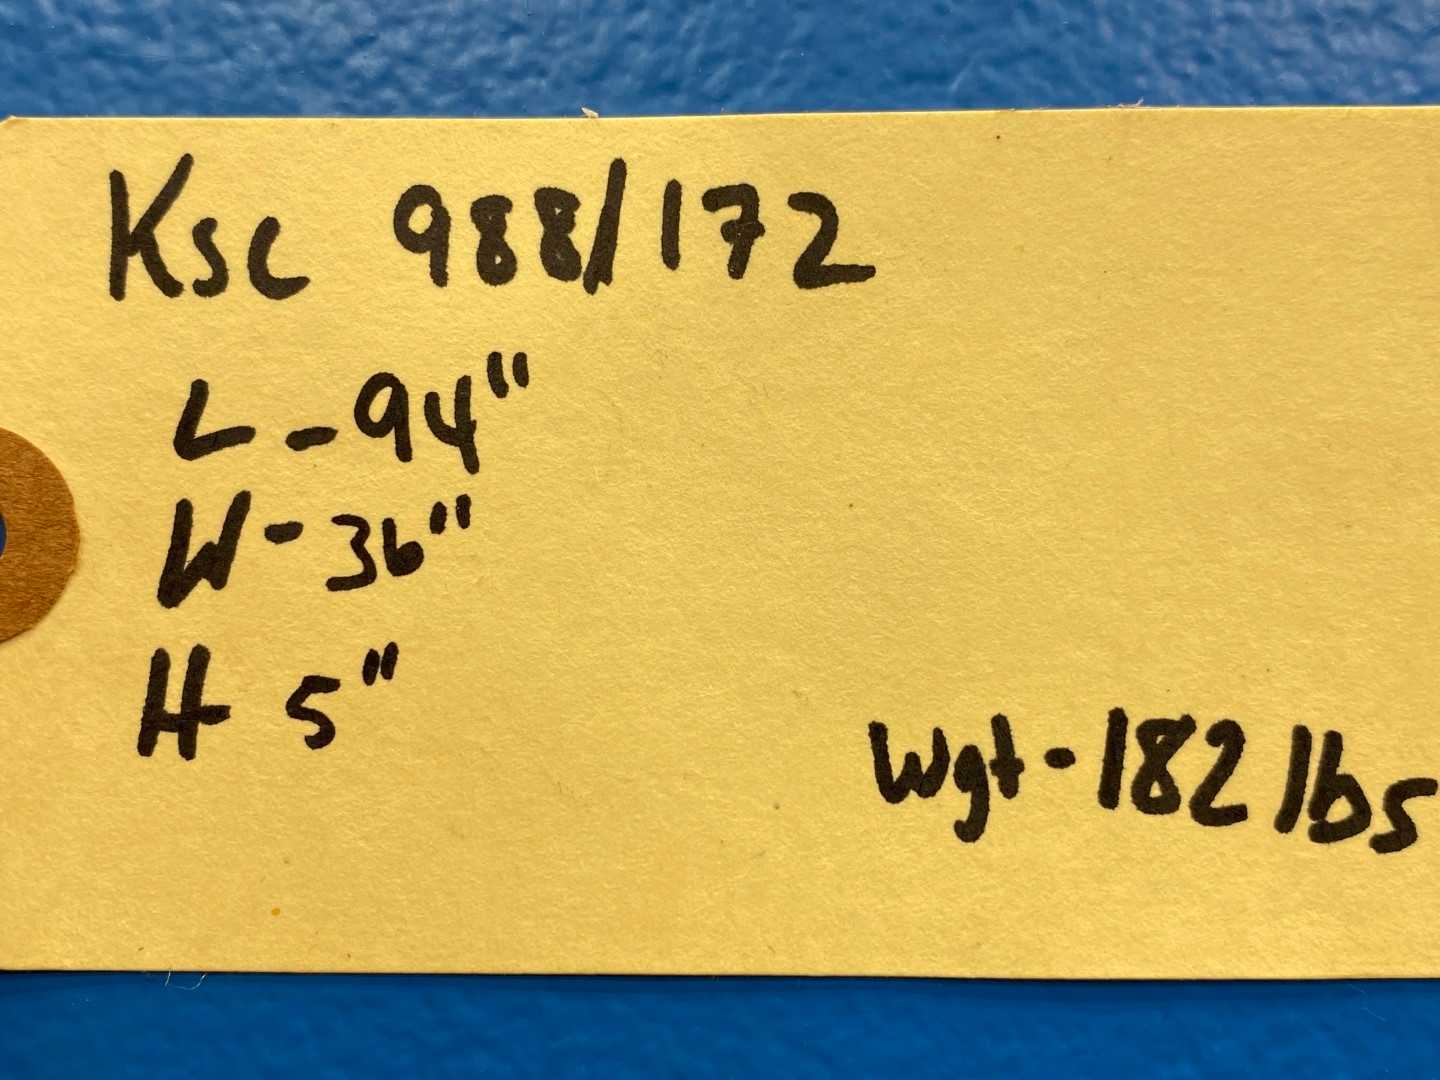 Ksc 988/172
L - 94"
W - 36"
H 5"
Wgt - 182 lbs